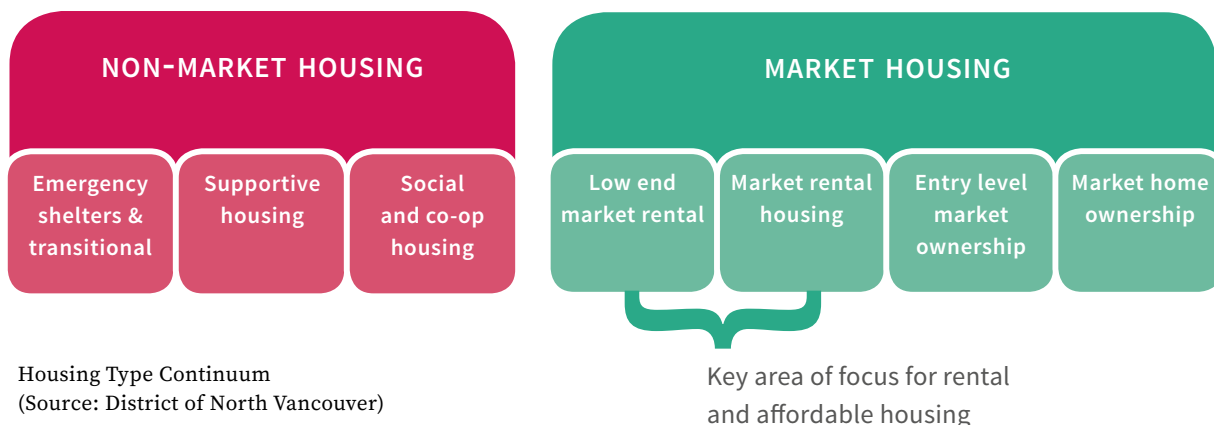 NON-MARKET HOUSING
Emergency
shelters &
transitional
Supportive
housing
Social
and co-op
housing
MARKET HOUSING
Low end
market rental
Market rental
housing
Entry level
market
ownership
Market home
ownership
Key area of focus for rental
and affordable housing
Housing Type Continuum
(Source: District of North Vancouver)